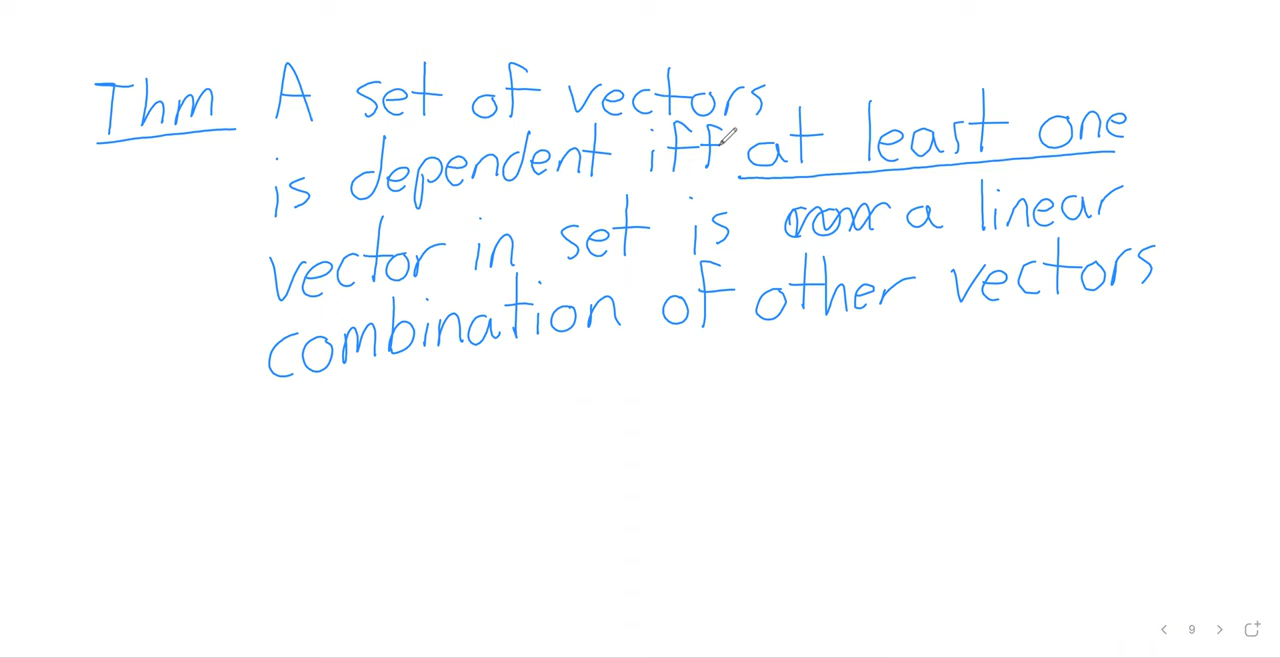 Thm A set of vectors
is dependent iff at least one
vector in set is a linear
combination of other vectors
9